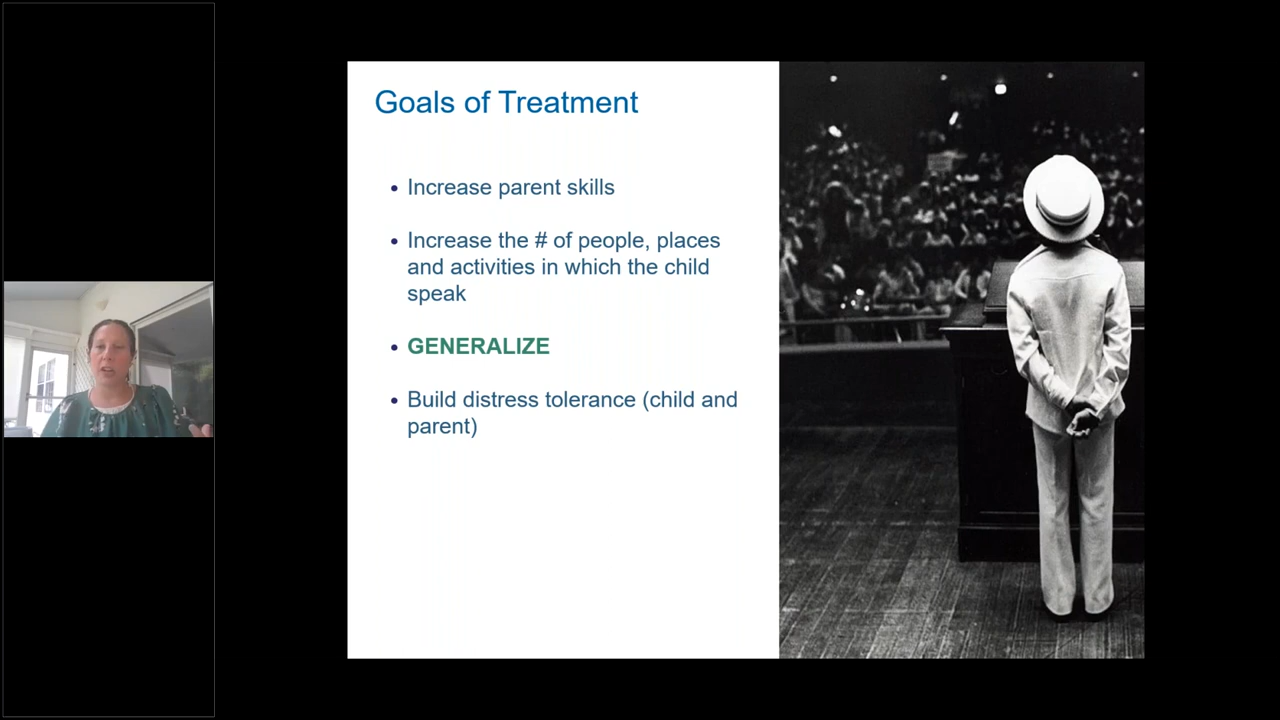 Goals of Treatment
• Increase parent skills
• Increase the # of people, places
and activities in which the child
speak
• GENERALIZE
• Build distress tolerance (child and
parent)